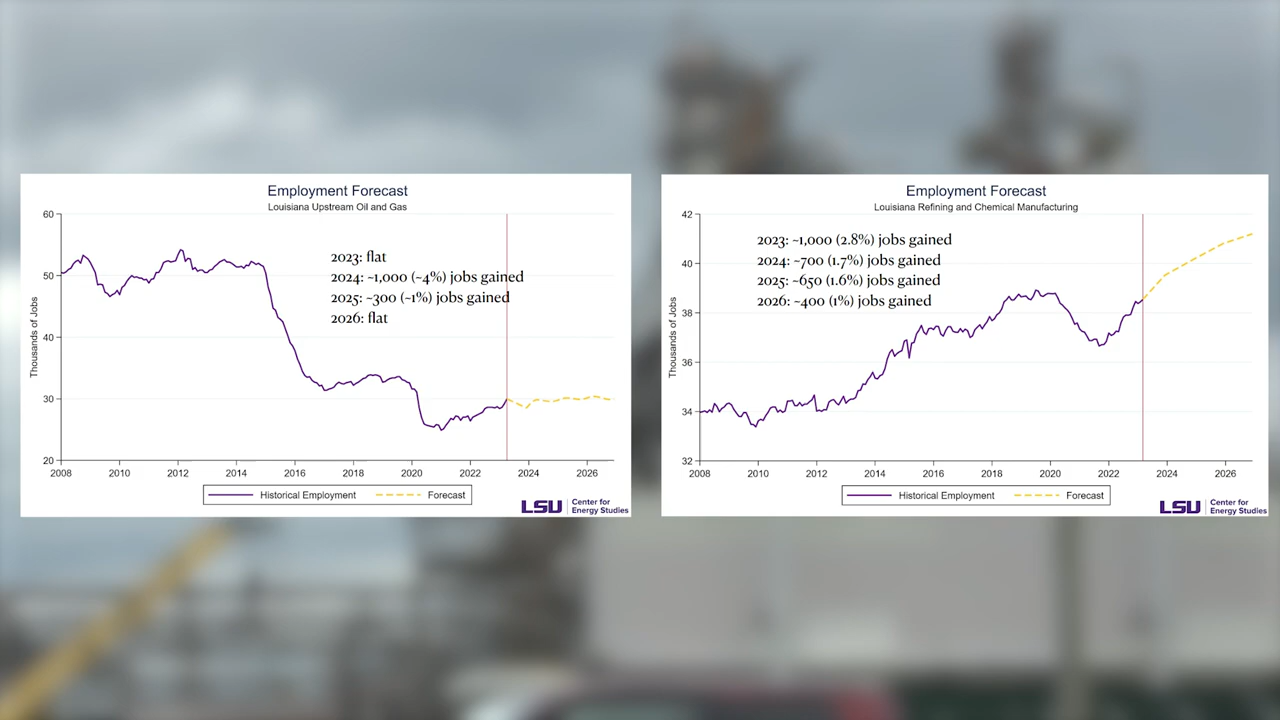 Employment Forecast
Louisiana Upstream Oil and Gas
60
50
40
30
20
Thousands of Jobs
2023: flat
2024: ~1,000 (~4%) jobs gained
2025: ~300 (~1%) jobs gained
2026: flat
2008 2010 2012 2014 2016 2018 2020 2022 2024 2026
Historical Employment Forecast
LSU Center for
Energy Studies
Employment Forecast
Louisiana Refining and Chemical Manufacturing
42
40
38
36
34
32
Thousands of Jobs
2023: ~1,000 (2.8%) jobs gained
2024: ~700 (1.7%) jobs gained
2025: ~650 (1.6%) jobs gained
2026: ~400 (1%) jobs gained
2008 2010 2012 2014 2016 2018 2020 2022 2024 2026
Historical Employment Forecast
LSU Center for
Energy Studies